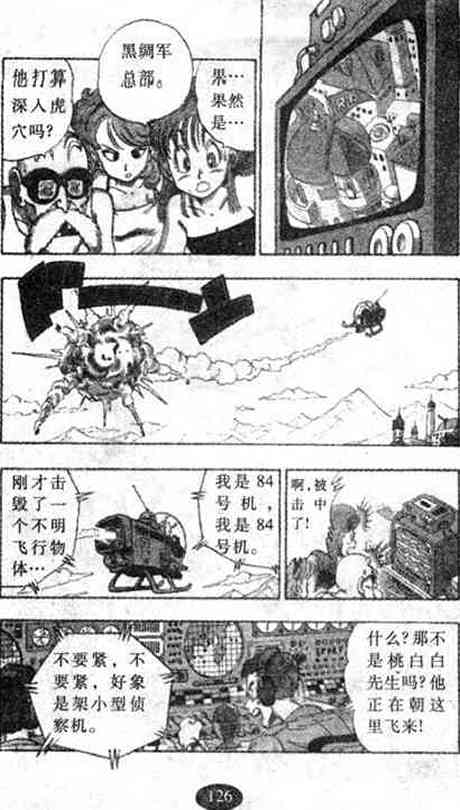 果…
果然
是…
黑綢军
总部。
他打算
深入虎
穴吗?
啊,被
击中
了!
我是84
号机,
我是84
号机。
刚才击
毁了一
个不明
飞行物
体…
什么?那不
是桃白白
先生吗?他
正在朝这
里飞来!
不要紧,不
要紧,好象
是架小型侦
察机。
126